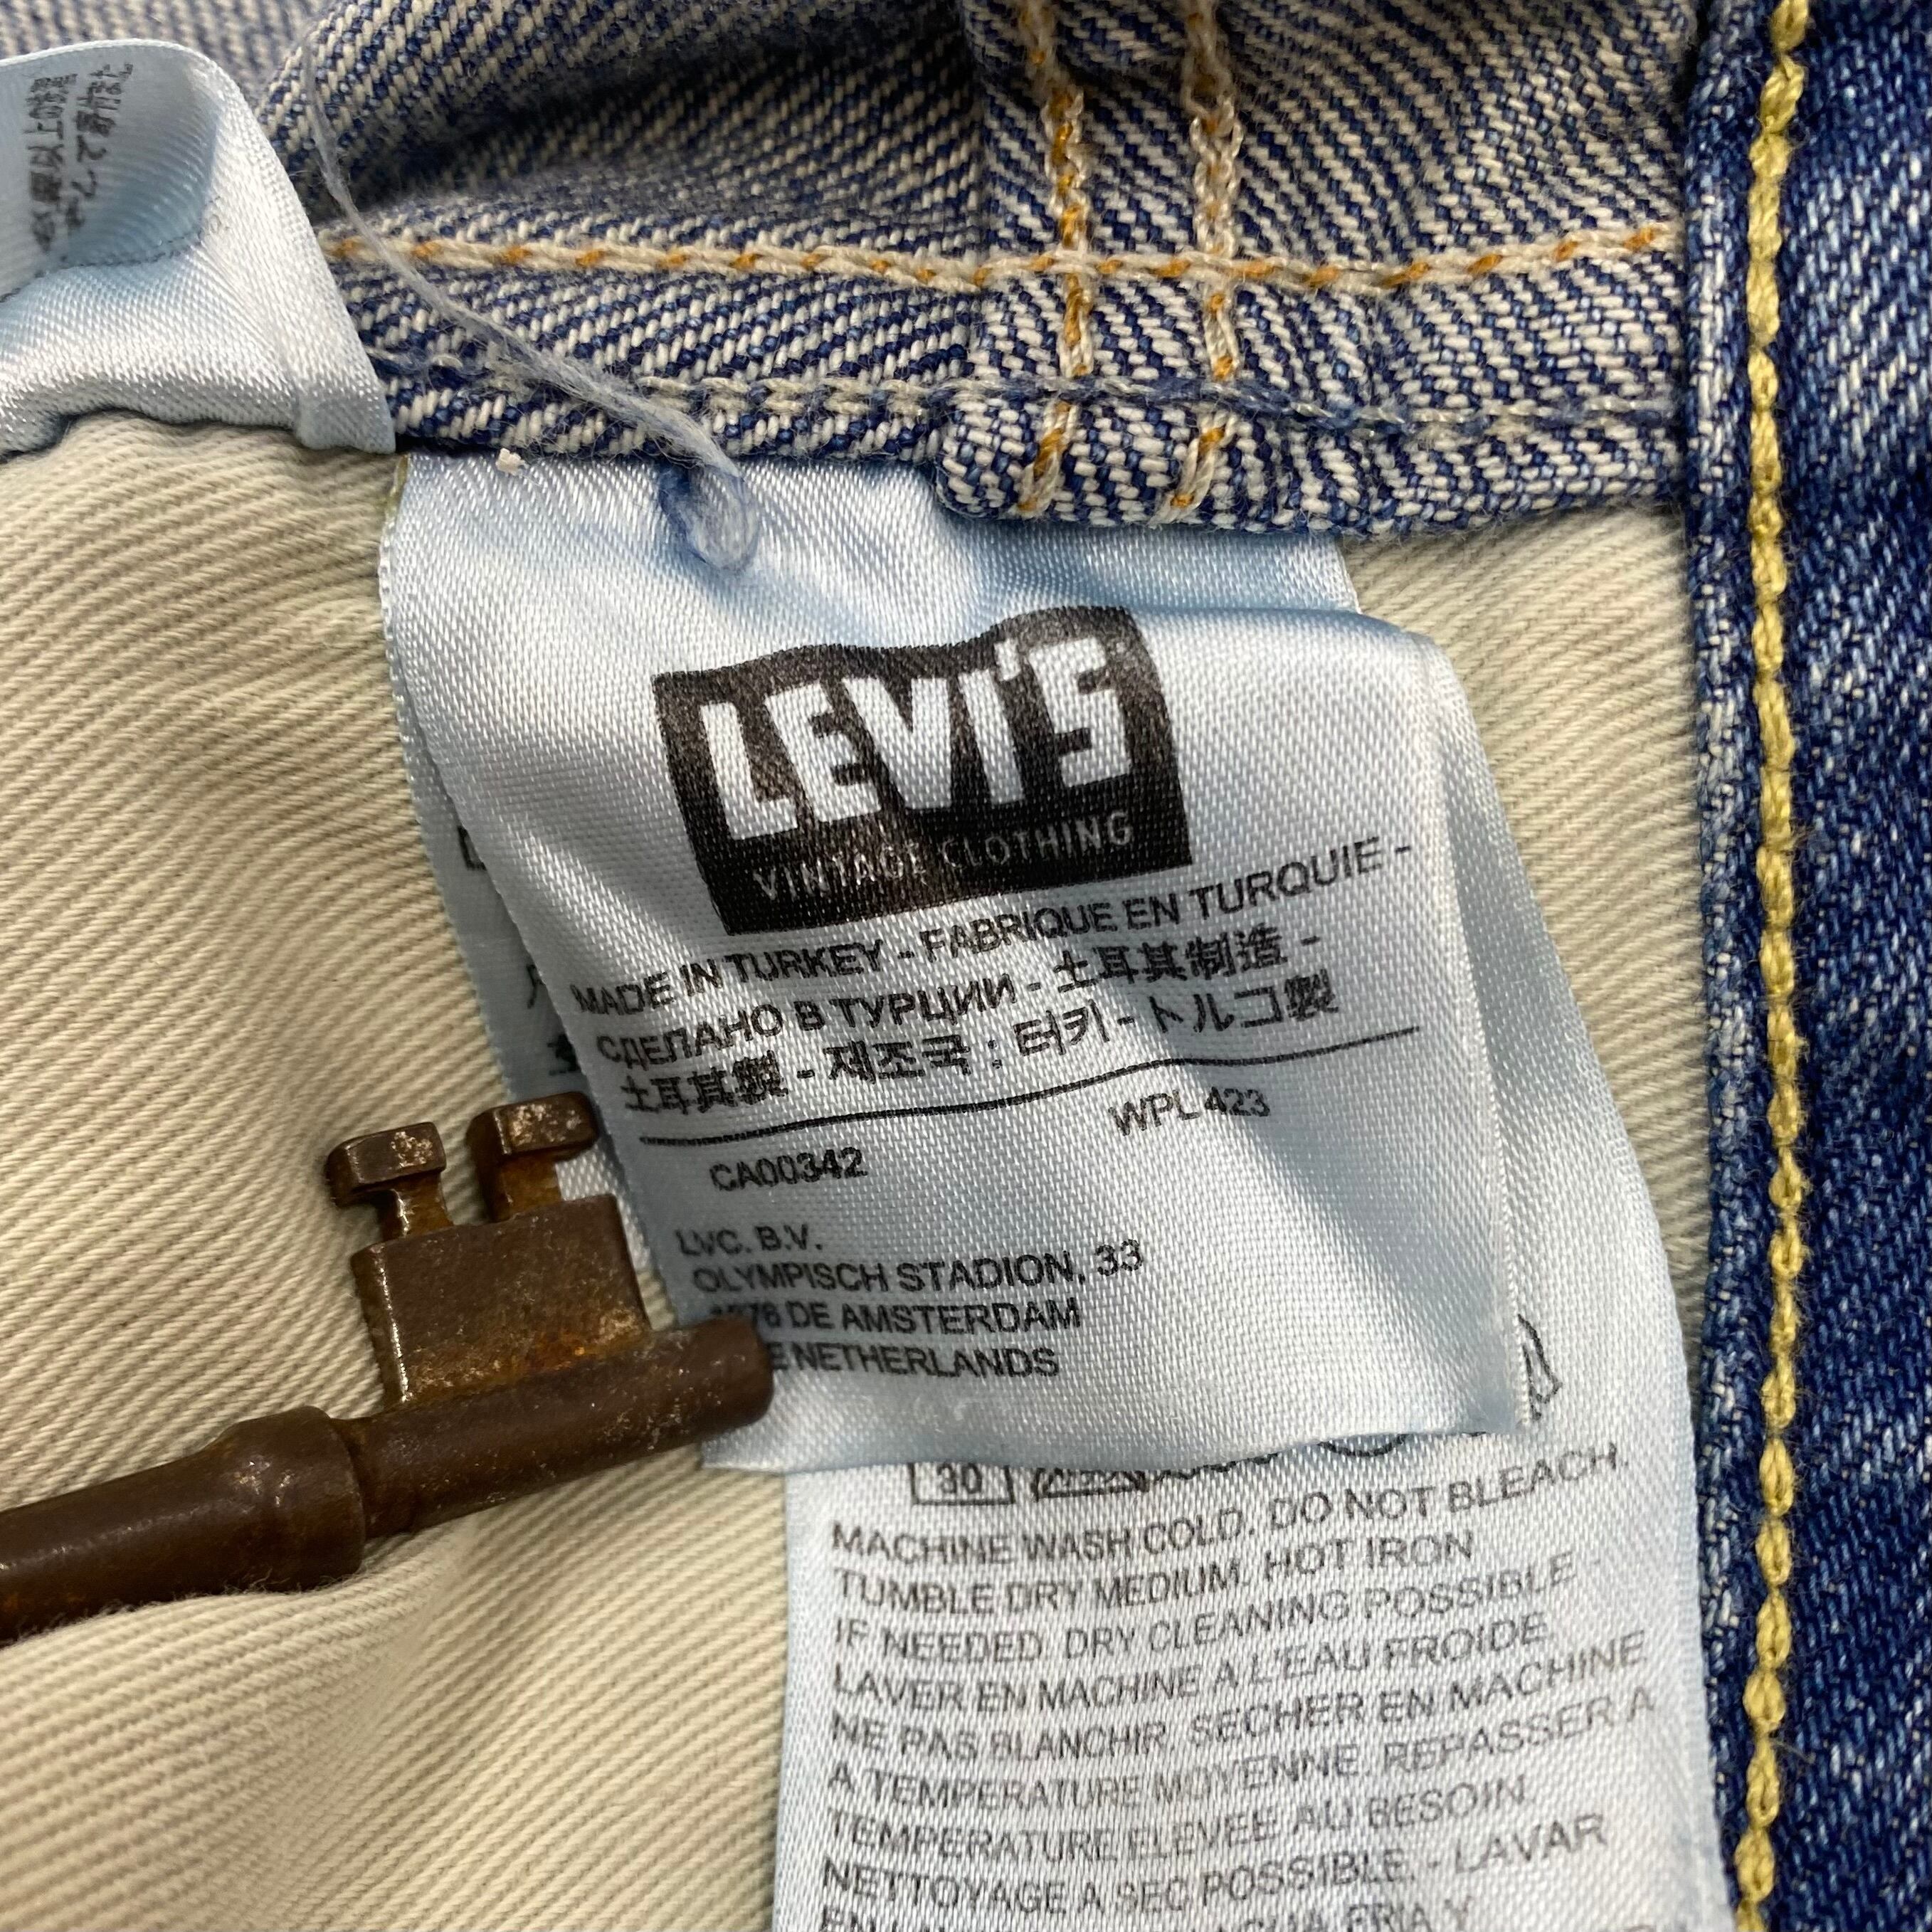 LEVI'S
VINTAGE CLOTHING
MADE IN TURKEY - FABRIQUE EN TURQUIE -
СДЕЛАНО В ТУРЦИИ - 土耳其制造 -
土耳其製 - 제조국 : 터키 - トルコ製
WPL 423
CA00342
LVC. B.V.
OLYMPISCH STADION, 33
DE AMSTERDAM
NETHERLANDS
30
MACHINE WASH COLD. DO NOT BLEACH
TUMBLE DRY MEDIUM. HOT IRON
IF NEEDED. DRY CLEANING POSSIBLE -
LAVER EN MACHINE A L'EAU FROIDE
NE PAS BLANCHIR. SECHER EN MACHINE
A TEMPERATURE MOYENNE. REPASSER A
TEMPERATURE ELEVEE AU BESOIN.
NETTOYAGE A SEC POSSIBLE. - LAVAR